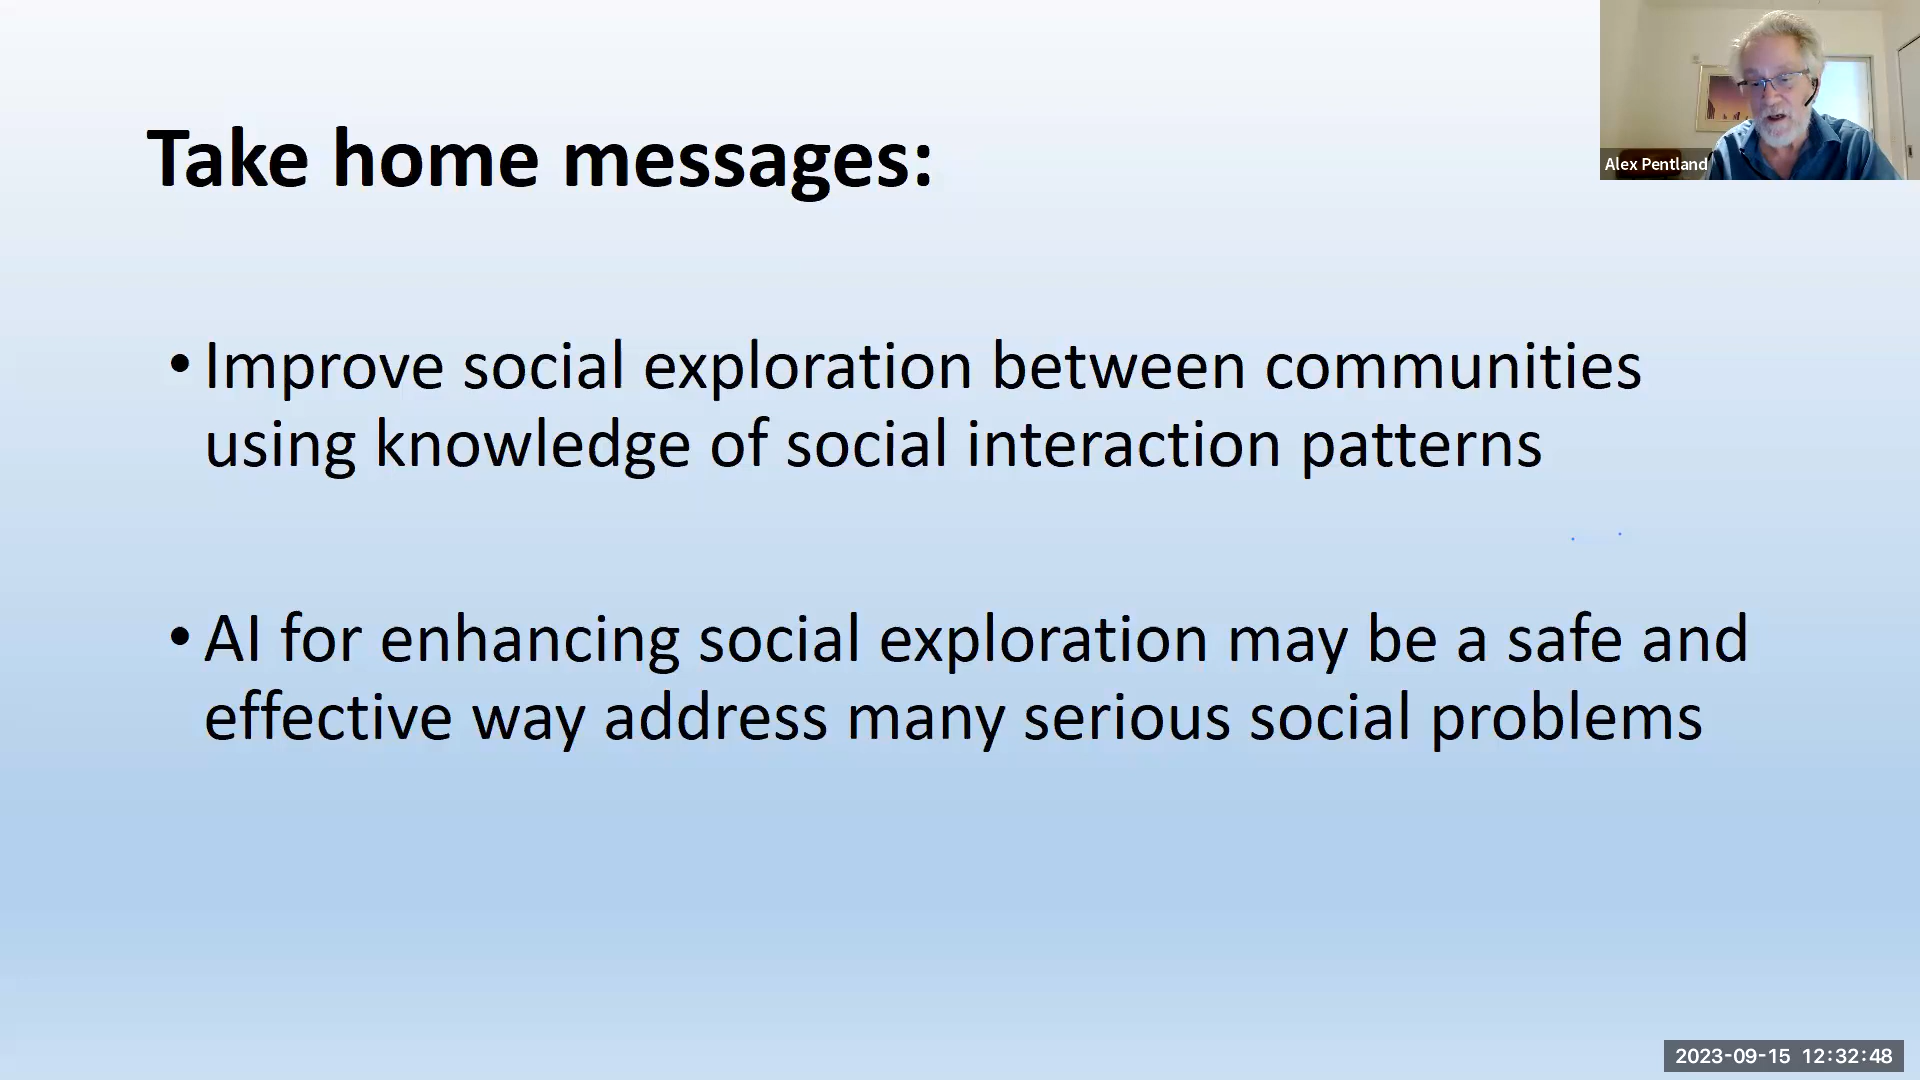 Take home messages:
Alex Pentland
• Improve social exploration between communities
using knowledge of social interaction patterns
• AI for enhancing social exploration may be a safe and
effective way address many serious social problems
2023-09-15 12:32:48